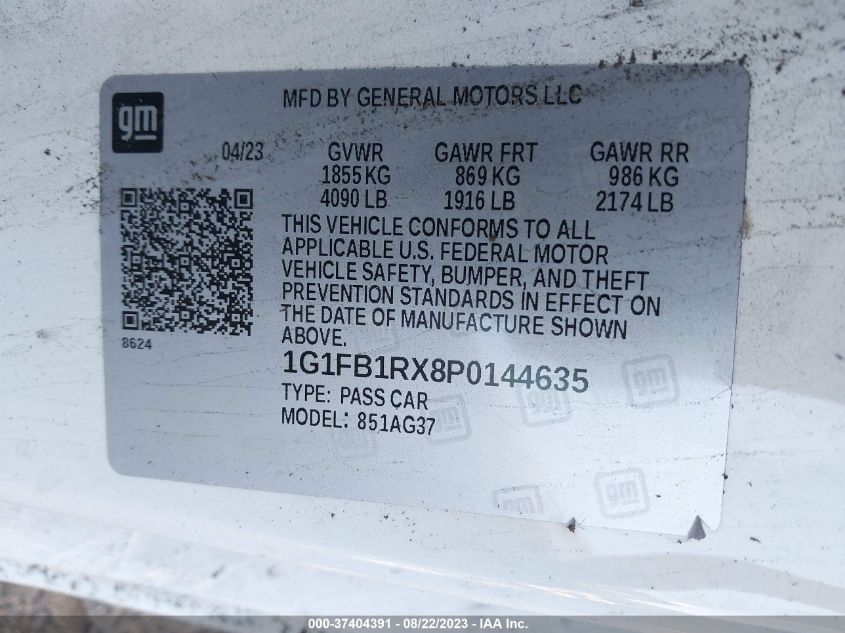 gm
MFD BY GENERAL MOTORS LLC
04/23 GVWR GAWR FRT GAWR RR
1855 KG 869 KG 986 KG
4090 LB 1916 LB 2174 LB
THIS VEHICLE CONFORMS TO ALL
APPLICABLE U.S. FEDERAL MOTOR
VEHICLE SAFETY, BUMPER, AND THEFT
PREVENTION STANDARDS IN EFFECT ON
THE DATE OF MANUFACTURE SHOWN
ABOVE.
8624
1G1FB1RX8P0144635
TYPE: PASS CAR
MODEL: 851AG37
gm
gm
gm
000-37404391 - 08/22/2023 - IAA Inc.